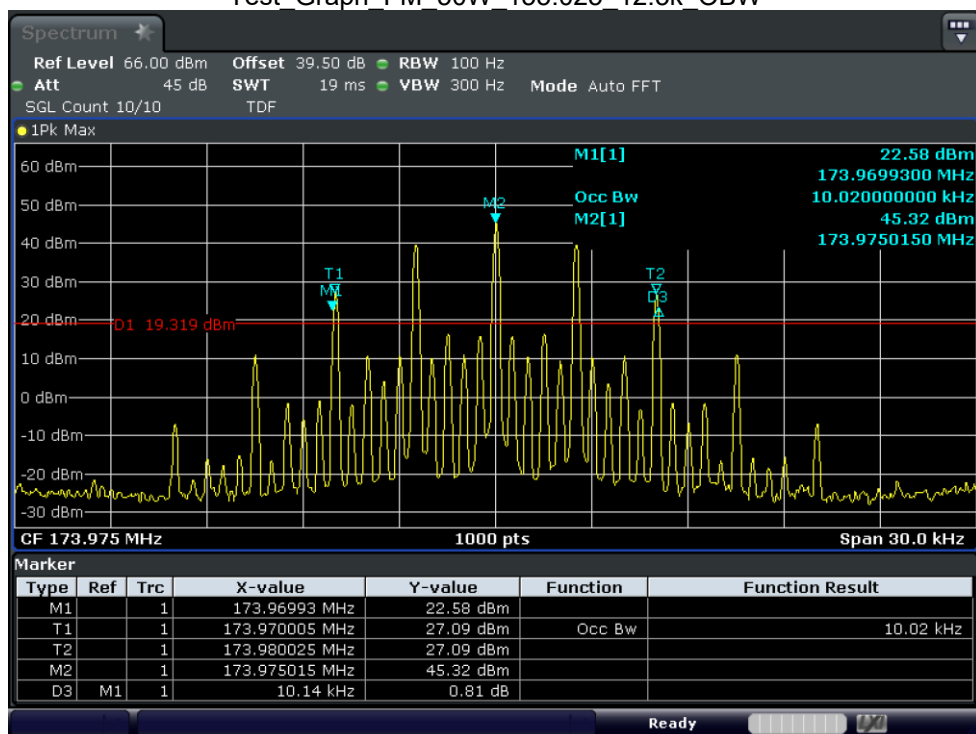 Spectrum
Ref Level 66.00 dBm Offset 39.50 dB RBW 100 Hz
Att 45 dB SWT 19 ms VBW 300 Hz Mode Auto FFT
SGL Count 10/10 TDF
1Pk Max
M1[1] 22.58 dBm
173.9699300 MHz
Occ Bw 10.020000000 kHz
M2[1] 45.32 dBm
173.9750150 MHz
60 dBm
50 dBm
M2
40 dBm
30 dBm
T1 T2
M1 D3
20 dBm
D1 19.319 dBm
10 dBm
0 dBm
-10 dBm
-20 dBm
-30 dBm
CF 173.975 MHz 1000 pts Span 30.0 kHz
Marker
Type Ref Trc X-value Y-value Function Function Result
M1 1 173.96993 MHz 22.58 dBm
T1 1 173.970005 MHz 27.09 dBm Occ Bw 10.02 kHz
T2 1 173.980025 MHz 27.09 dBm
M2 1 173.975015 MHz 45.32 dBm
D3 M1 1 10.14 kHz 0.81 dB
Ready